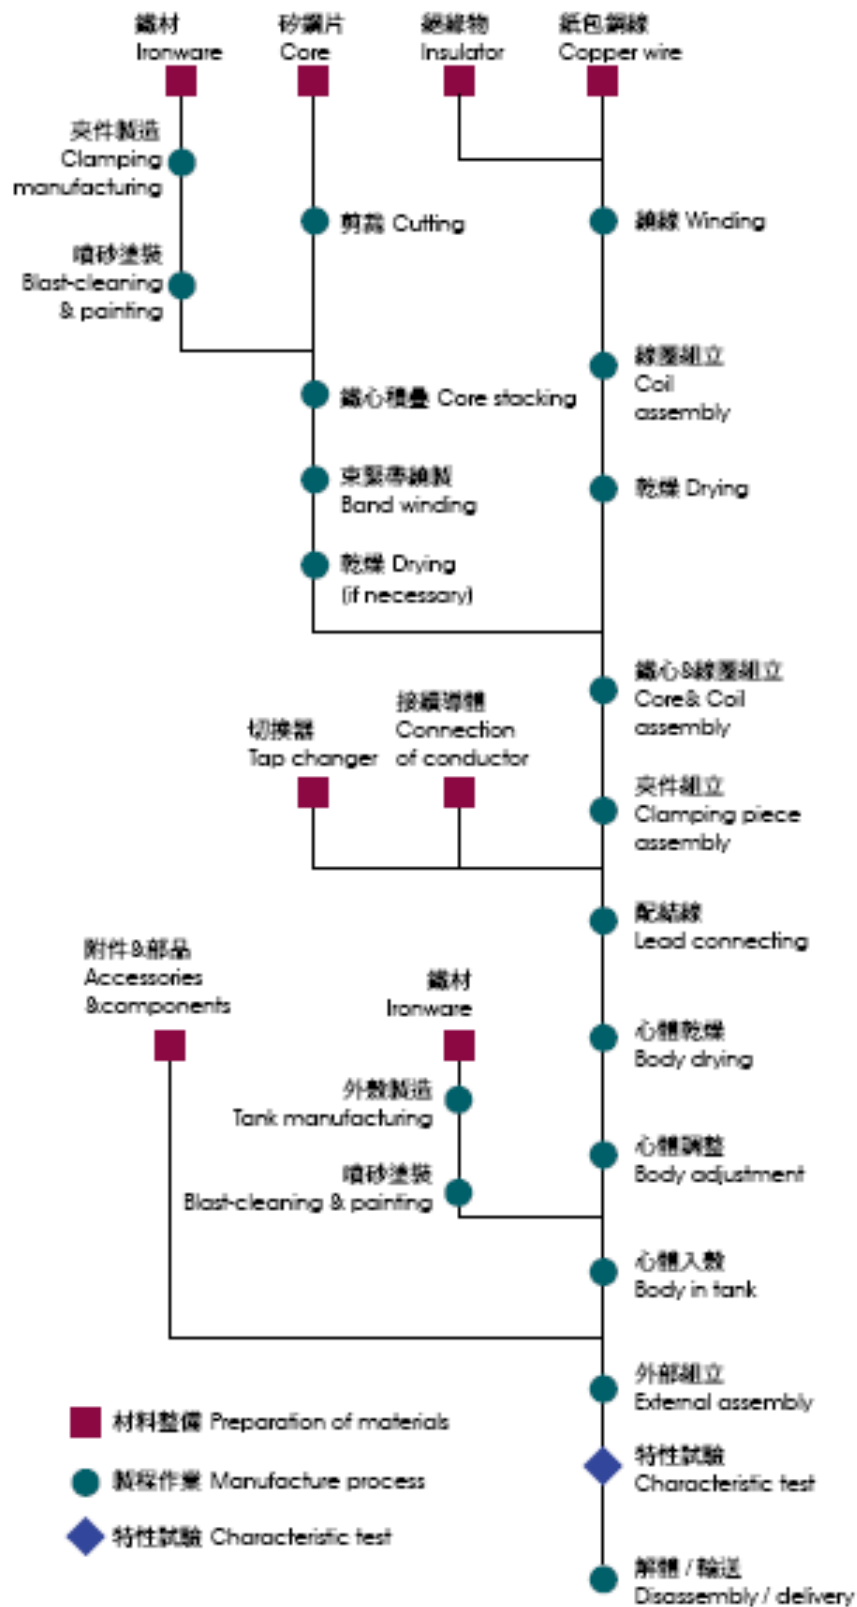 鐵材
Ironware
矽鋼片
Core
絕緣物
Insulator
紙包銅線
Copper wire
夾件製造
Clamping
manufacturing
剪裁 Cutting
繞線 Winding
噴砂塗裝
Blast-cleaning
& painting
線圈組立
Coil
assembly
鐵心積疊 Core stacking
束緊帶繞製
Band winding
乾燥 Drying
乾燥 Drying
(if necessary)
鐵心&線圈組立
Core& Coil
assembly
切換器
Tap changer
接續導體
Connection
of conductor
夾件組立
Clamping piece
assembly
配結線
Lead connecting
附件&部品
Accessories
&components
鐵材
Ironware
心體乾燥
Body drying
外殼製造
Tank manufacturing
心體調整
Body adjustment
噴砂塗裝
Blast-cleaning & painting
心體入殼
Body in tank
外部組立
External assembly
材料整備 Preparation of materials
特性試驗
Characteristic test
製程作業 Manufacture process
特性試驗 Characteristic test
解體 / 輸送
Disassembly / delivery